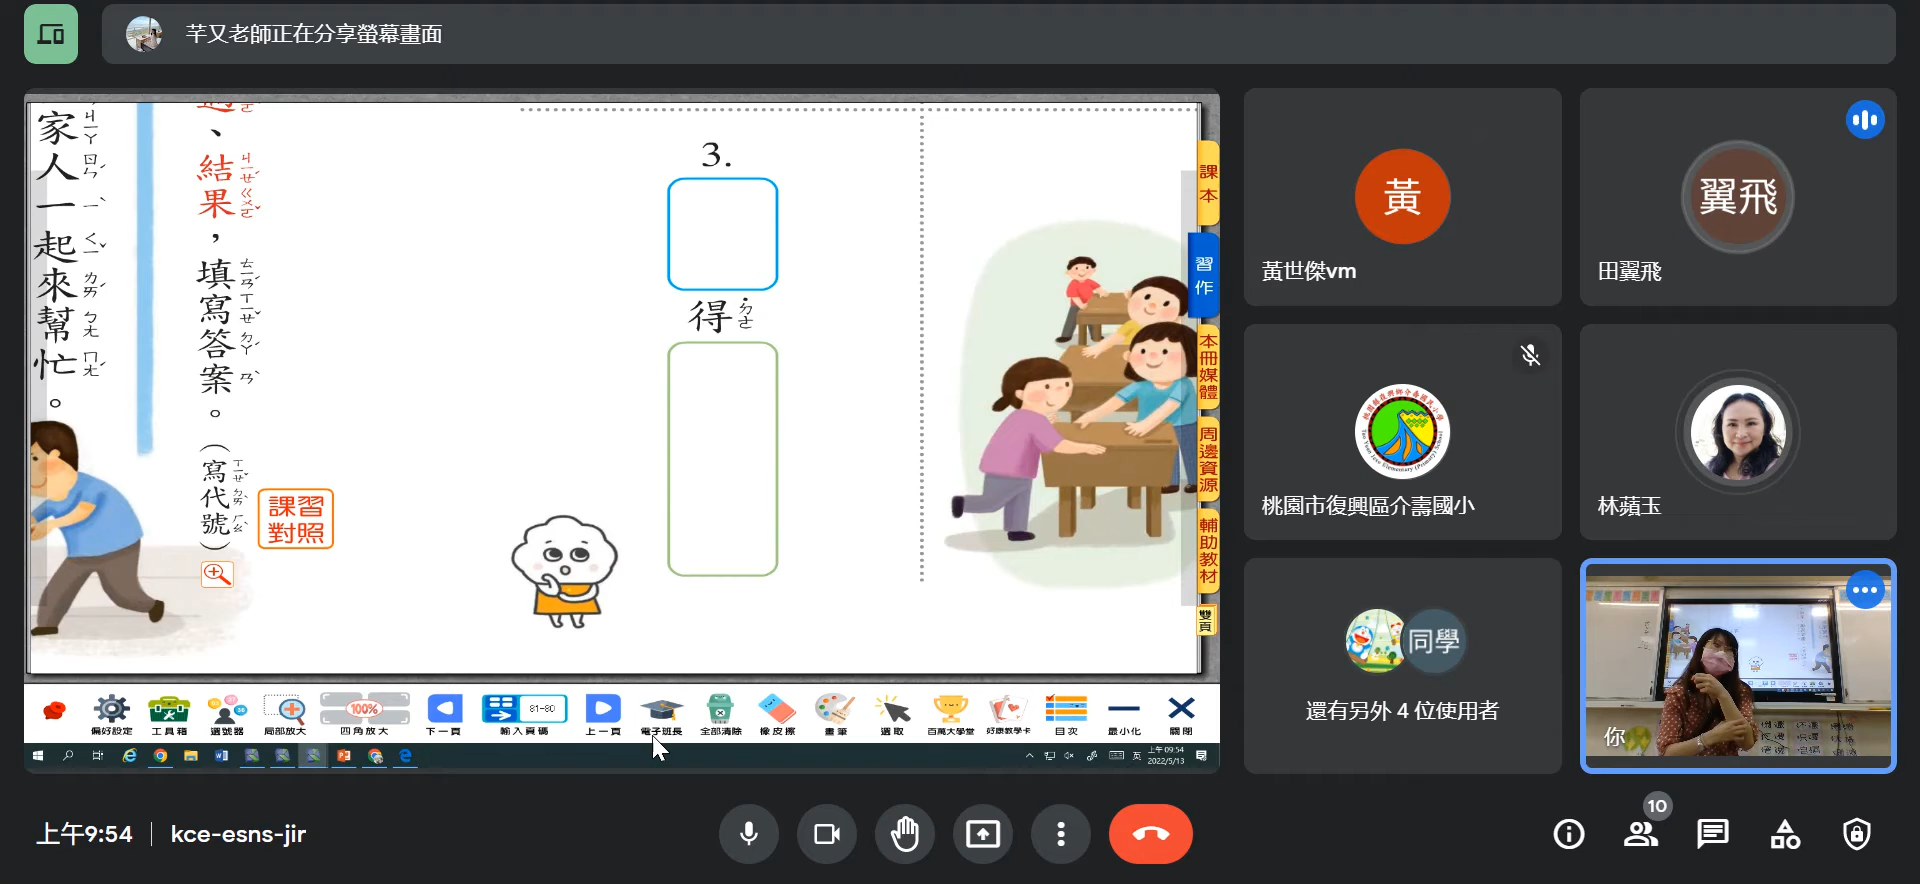 芊又老師正在分享螢幕畫面
家人一起來幫忙。
、結果，填寫答案。（寫代號）
課習
對照
3.
得
ㄉㄜ˙
課本
習作
本冊媒體
周邊資源
輔助教材
雙頁
偏好設定
工具箱
選號器
局部放大
100%
四角放大
下一頁
81-80
輸入頁碼
上一頁
電子班長
全部清除
橡皮擦
畫筆
選取
百萬大學堂
好康教學卡
目次
最小化
關閉
英
上午 09:54
2022/5/13
黃
黃世傑vm
翼飛
田翼飛
桃園市復興區介壽國小
林蘋玉
同學
還有另外 4 位使用者
你
上午9:54
kce-esns-jir
10